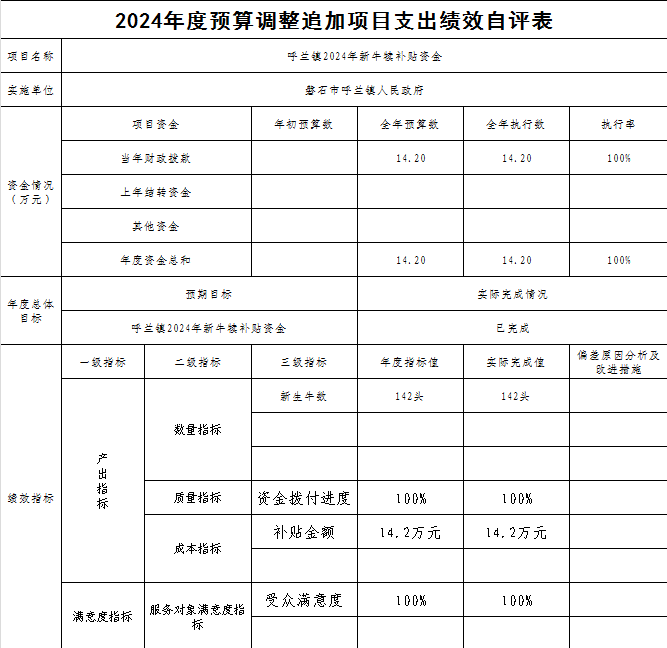 2024年度预算调整追加项目支出绩效自评表
项目名称 呼兰镇2024年新牛犊补贴资金
实施单位 磐石市呼兰镇人民政府
资金情况
（万元）
项目资金 年初预算数 全年预算数 全年执行数 执行率
当年财政拨款 14.20 14.20 100%
上年结转资金
其他资金
年度资金总和 14.20 14.20 100%
年度总体
目标
预期目标 实际完成情况
呼兰镇2024年新牛犊补贴资金 已完成
绩效指标
一级指标 二级指标 三级指标 年度指标值 实际完成值 偏差原因分析及
改进措施
产
出
指
标
数量指标 新生牛数 142头 142头
质量指标 资金拨付进度 100% 100%
成本指标 补贴金额 14.2万元 14.2万元
满意度指标 服务对象满意度指
标
受众满意度 100% 100%